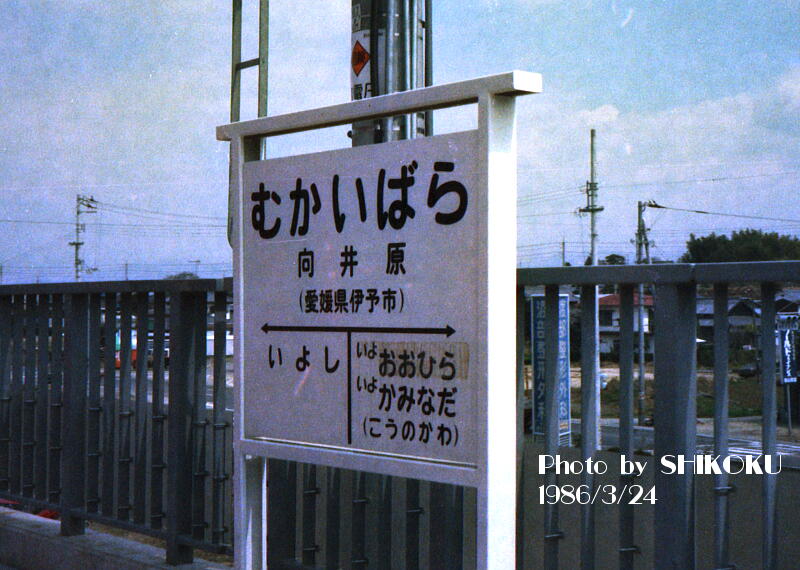 むかいばら
向井原
(愛媛県伊予市)
いよし
いよおおひら
いよかみなだ
(こうのかわ)
Photo by SHIKOKU
1986/3/24